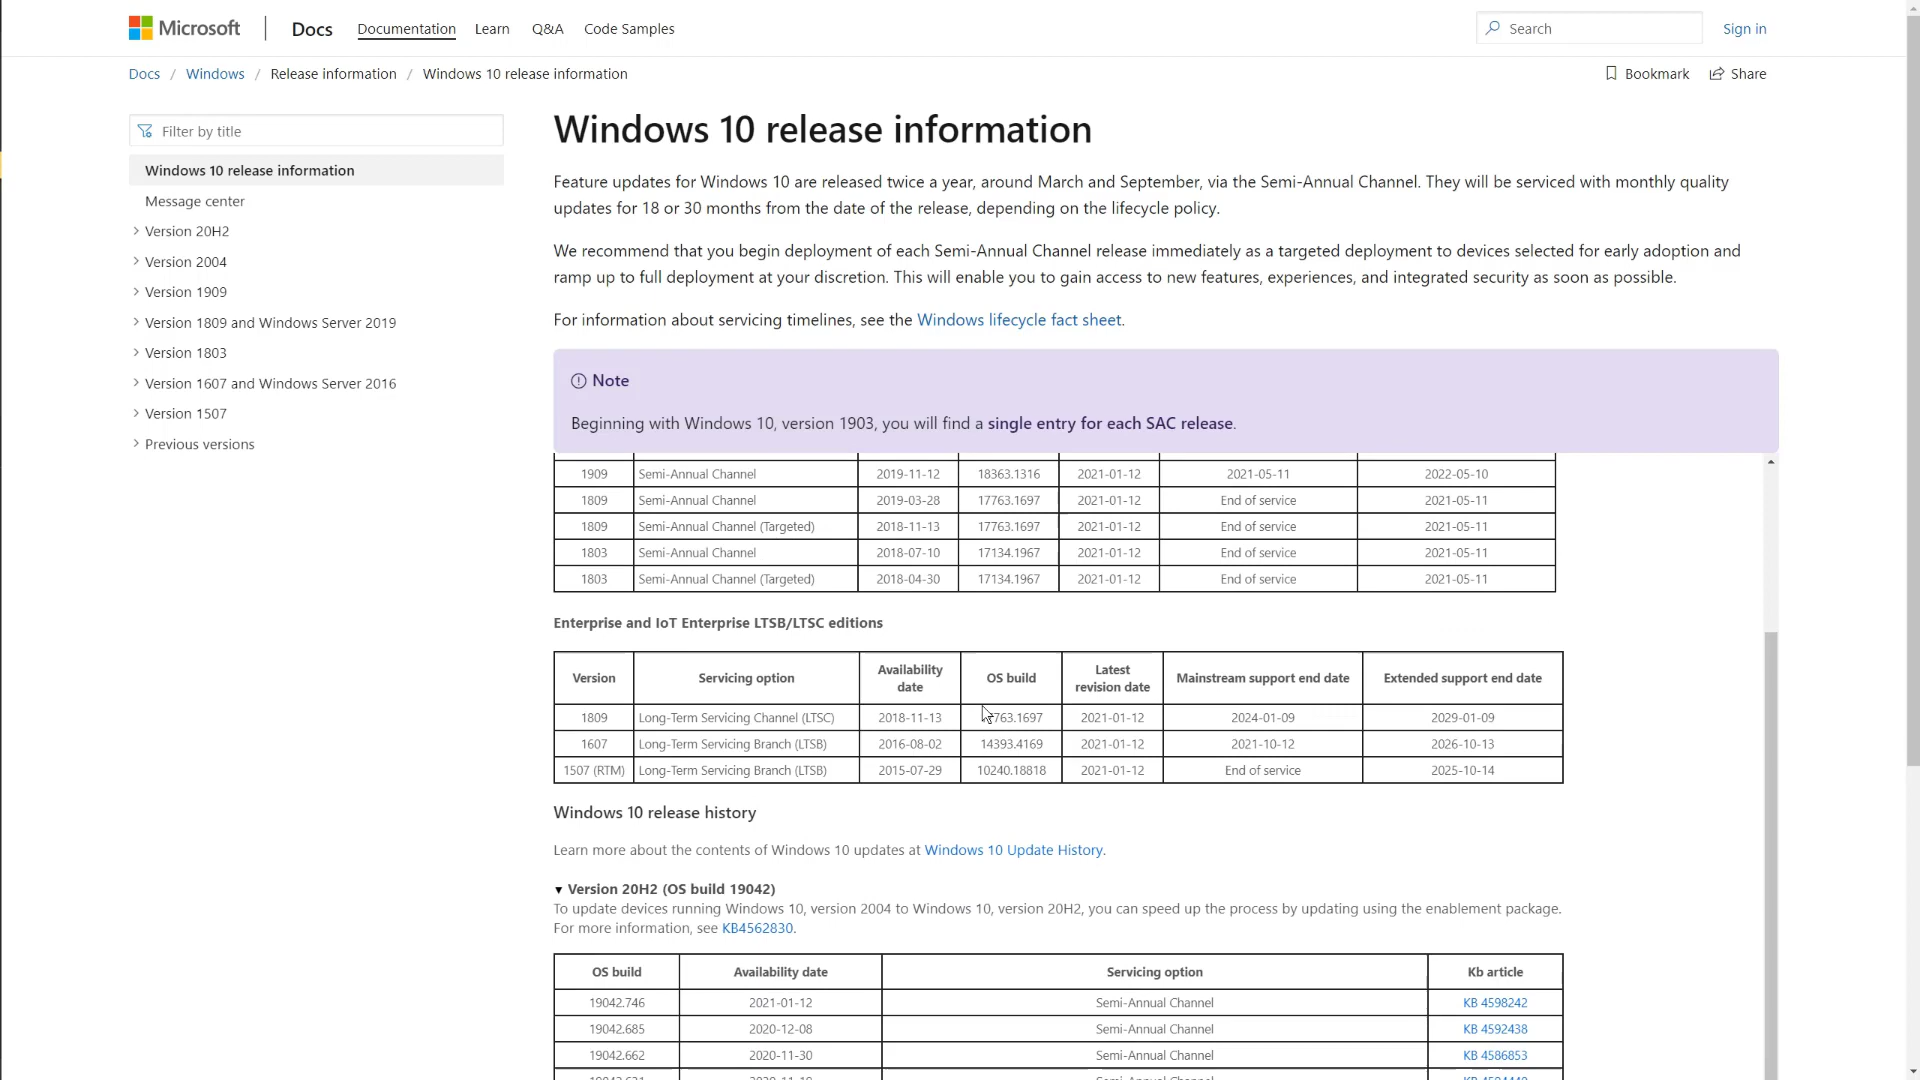 Microsoft Docs Documentation Learn Q&A Code Samples Search Sign in
Docs / Windows / Release information / Windows 10 release information Bookmark Share
Filter by title
Windows 10 release information
Message center
Version 20H2
Version 2004
Version 1909
Version 1809 and Windows Server 2019
Version 1803
Version 1607 and Windows Server 2016
Version 1507
Previous versions
Windows 10 release information
Feature updates for Windows 10 are released twice a year, around March and September, via the Semi-Annual Channel. They will be serviced with monthly quality
updates for 18 or 30 months from the date of the release, depending on the lifecycle policy.
We recommend that you begin deployment of each Semi-Annual Channel release immediately as a targeted deployment to devices selected for early adoption and
ramp up to full deployment at your discretion. This will enable you to gain access to new features, experiences, and integrated security as soon as possible.
For information about servicing timelines, see the Windows lifecycle fact sheet.
Note
Beginning with Windows 10, version 1903, you will find a single entry for each SAC release.
1909 Semi-Annual Channel 2019-11-12 18363.1316 2021-01-12 2021-05-11 2022-05-10
1809 Semi-Annual Channel 2019-03-28 17763.1697 2021-01-12 End of service 2021-05-11
1809 Semi-Annual Channel (Targeted) 2018-11-13 17763.1697 2021-01-12 End of service 2021-05-11
1803 Semi-Annual Channel 2018-07-10 17134.1967 2021-01-12 End of service 2021-05-11
1803 Semi-Annual Channel (Targeted) 2018-04-30 17134.1967 2021-01-12 End of service 2021-05-11
Enterprise and IoT Enterprise LTSB/LTSC editions
Version Servicing option Availability date OS build Latest revision date Mainstream support end date Extended support end date
1809 Long-Term Servicing Channel (LTSC) 2018-11-13 763.1697 2021-01-12 2024-01-09 2029-01-09
1607 Long-Term Servicing Branch (LTSB) 2016-08-02 14393.4169 2021-01-12 2021-10-12 2026-10-13
1507 (RTM) Long-Term Servicing Branch (LTSB) 2015-07-29 10240.18818 2021-01-12 End of service 2025-10-14
Windows 10 release history
Learn more about the contents of Windows 10 updates at Windows 10 Update History.
Version 20H2 (OS build 19042)
To update devices running Windows 10, version 2004 to Windows 10, version 20H2, you can speed up the process by updating using the enablement package.
For more information, see KB4562830.
OS build Availability date Servicing option Kb article
19042.746 2021-01-12 Semi-Annual Channel KB 4598242
19042.685 2020-12-08 Semi-Annual Channel KB 4592438
19042.662 2020-11-30 Semi-Annual Channel KB 4586853